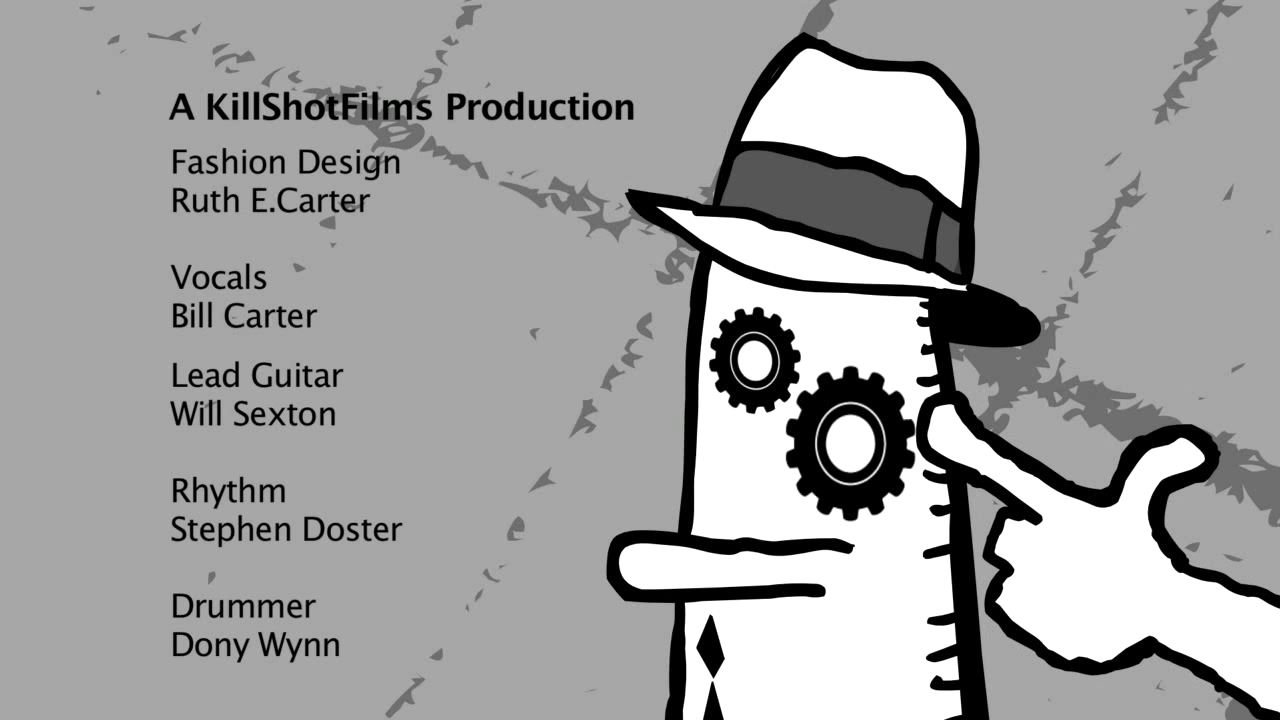 A KillShotFilms Production
Fashion Design
Ruth E.Carter
Vocals
Bill Carter
Lead Guitar
Will Sexton
Rhythm
Stephen Doster
Drummer
Dony Wynn